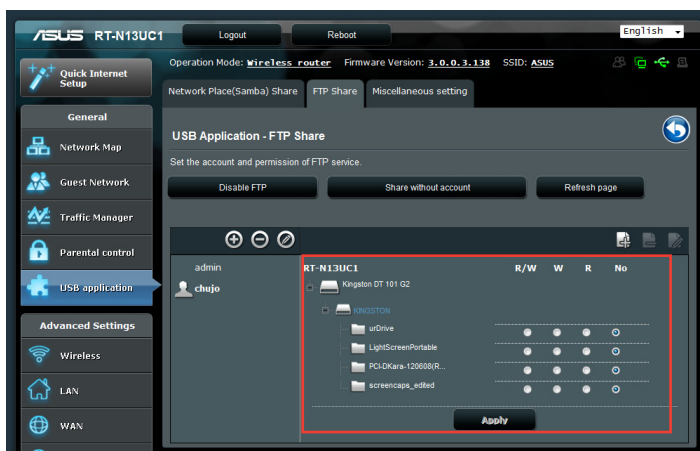 ASUS RT-N13UC1 Logout Reboot English
Quick Internet Setup
Operation Mode: Wireless router Firmware Version: 3.0.0.3.138 SSID: ASUS
Network Place(Samba) Share FTP Share Miscellaneous setting
General
Network Map
Guest Network
Traffic Manager
Parental control
USB application
Advanced Settings
Wireless
LAN
WAN
USB Application - FTP Share
Set the account and permission of FTP service.
Disable FTP Share without account Refresh page
admin
chujo
RT-N13UC1 R/W W R No
Kingston DT 101 G2
KINGSTON
urDrive
LightScreenPortable
PCI-DKara-120608(R...
screencaps_edited
Apply